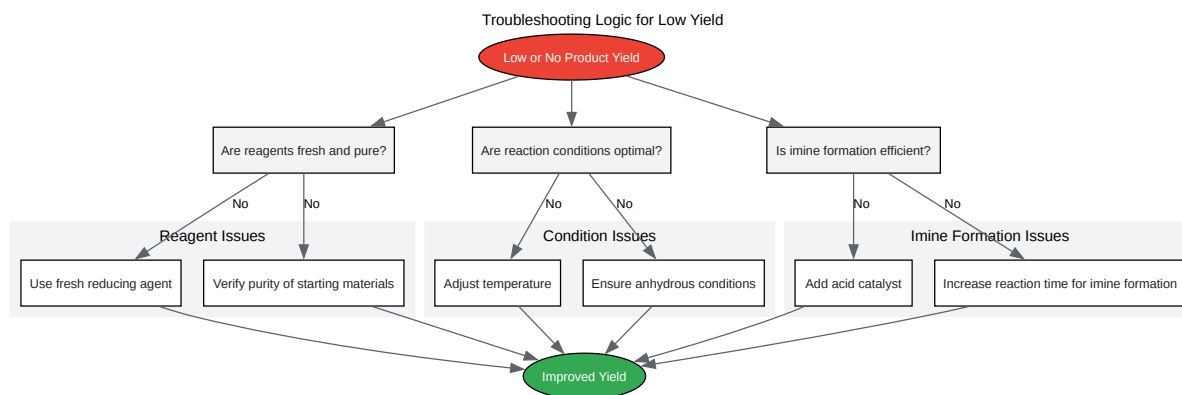 Troubleshooting Logic for Low Yield
Low or No Product Yield
Are reagents fresh and pure?
Are reaction conditions optimal?
Is imine formation efficient?
No
No
No
No
No
No
Reagent Issues
Condition Issues
Imine Formation Issues
Use fresh reducing agent
Verify purity of starting materials
Adjust temperature
Ensure anhydrous conditions
Add acid catalyst
Increase reaction time for imine formation
Improved Yield